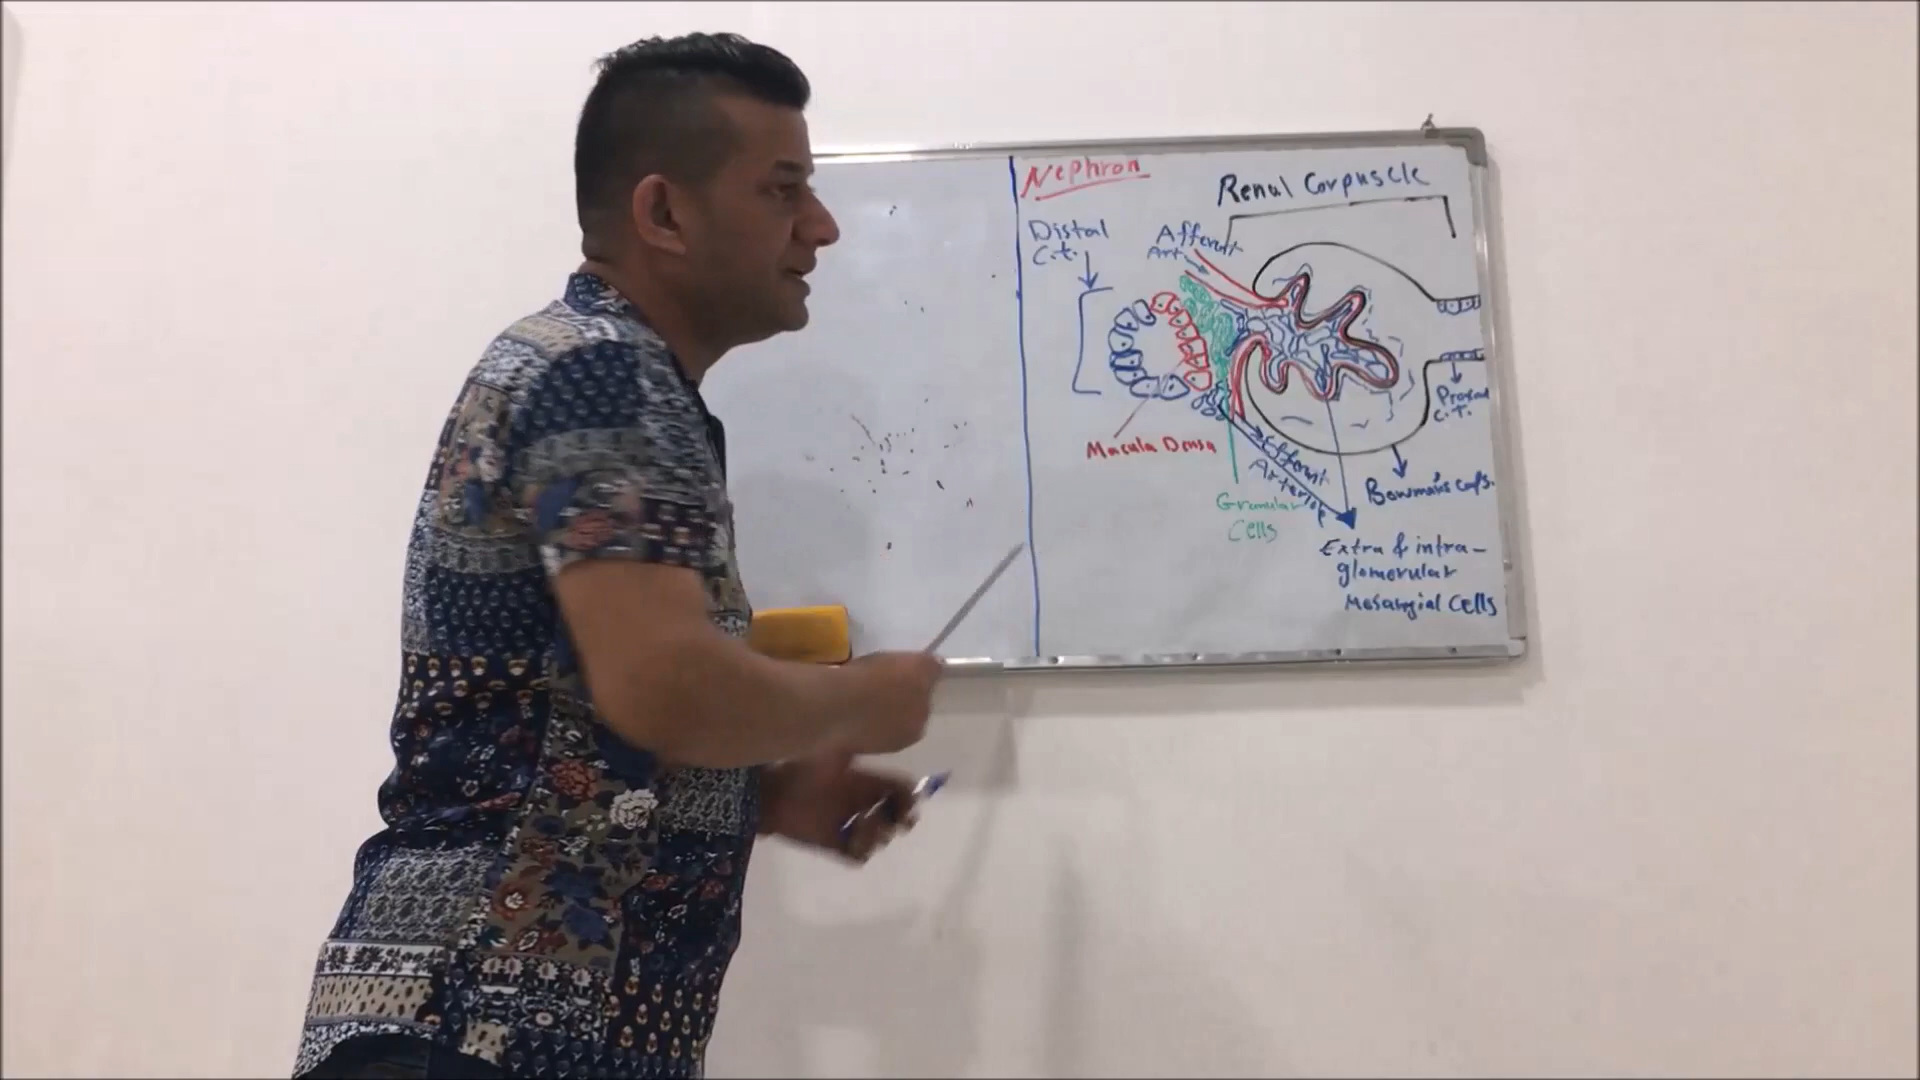 Nephron
Renal Corpuscle
Distal
C.t.
Afferent
Art.
Macula Densa
Efferent
Arteriole
Granular
Cells
Proximal
C.T.
Bowman's Caps.
Extra & intra-
glomerular
Mesangial Cells